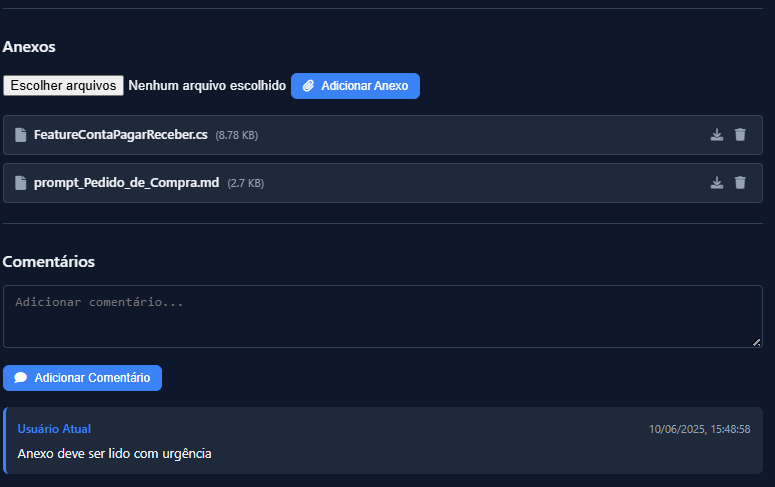 Anexos
Escolher arquivos Nenhum arquivo escolhido Adicionar Anexo
FeatureContaPagarReceber.cs (8.78 KB)
prompt_Pedido_de_Compra.md (2.7 KB)
Comentários
Adicionar comentário...
Adicionar Comentário
Usuário Atual 10/06/2025, 15:48:58
Anexo deve ser lido com urgência